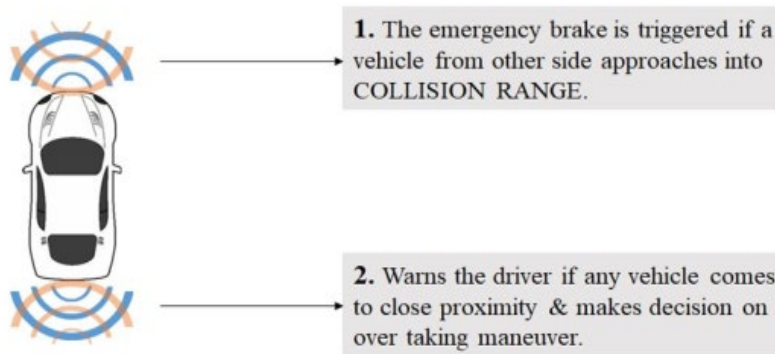 1. The emergency brake is triggered if a
vehicle from other side approaches into
COLLISION RANGE.
2. Warns the driver if any vehicle comes
to close proximity & makes decision on
over taking maneuver.